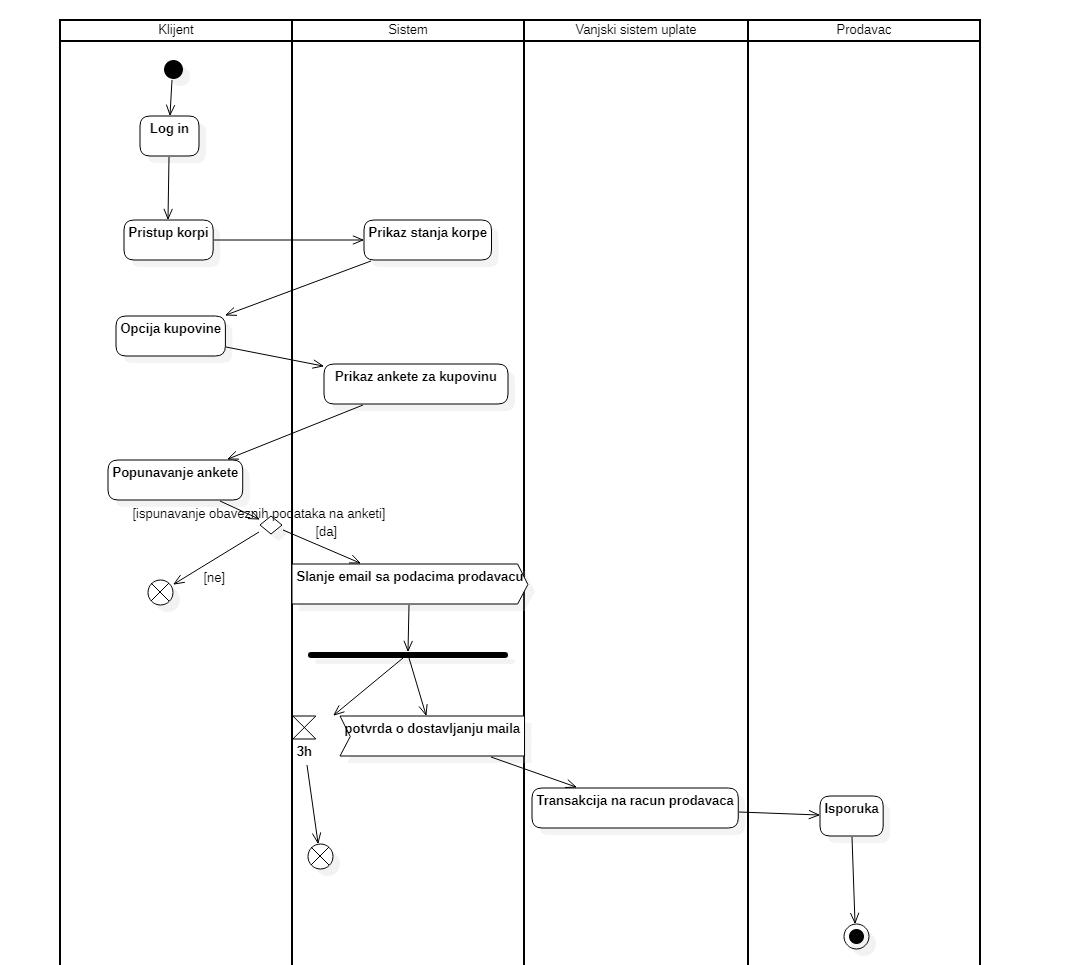 Klijent
Sistem
Vanjski sistem uplate
Prodavac
Log in
Pristup korpi
Prikaz stanja korpe
Opcija kupovine
Prikaz ankete za kupovinu
Popunavanje ankete
[ispunavanje obaveznih podataka na anketi]
[da]
[ne]
Slanje email sa podacima prodavacu
potvrda o dostavljanju maila
3h
Transakcija na racun prodavaca
Isporuka